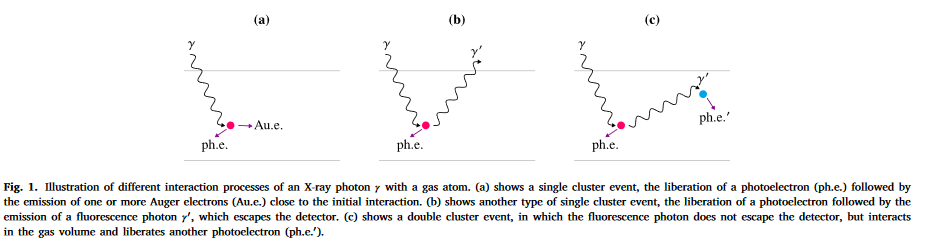 (a) (b) (c)
γ γ γ′ γ γ′
Au.e. ph.e.′
ph.e. ph.e. ph.e.
Fig. 1. Illustration of different interaction processes of an X-ray photon γ with a gas atom. (a) shows a single cluster event, the liberation of a photoelectron (ph.e.) followed by
the emission of one or more Auger electrons (Au.e.) close to the initial interaction. (b) shows another type of single cluster event, the liberation of a photoelectron followed by the
emission of a fluorescence photon γ′, which escapes the detector. (c) shows a double cluster event, in which the fluorescence photon does not escape the detector, but interacts
in the gas volume and liberates another photoelectron (ph.e.′).